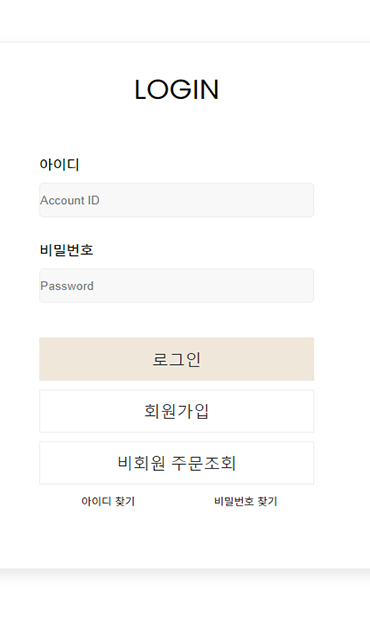 LOGIN
아이디
Account ID
비밀번호
Password
로그인
회원가입
비회원 주문조회
아이디 찾기 비밀번호 찾기